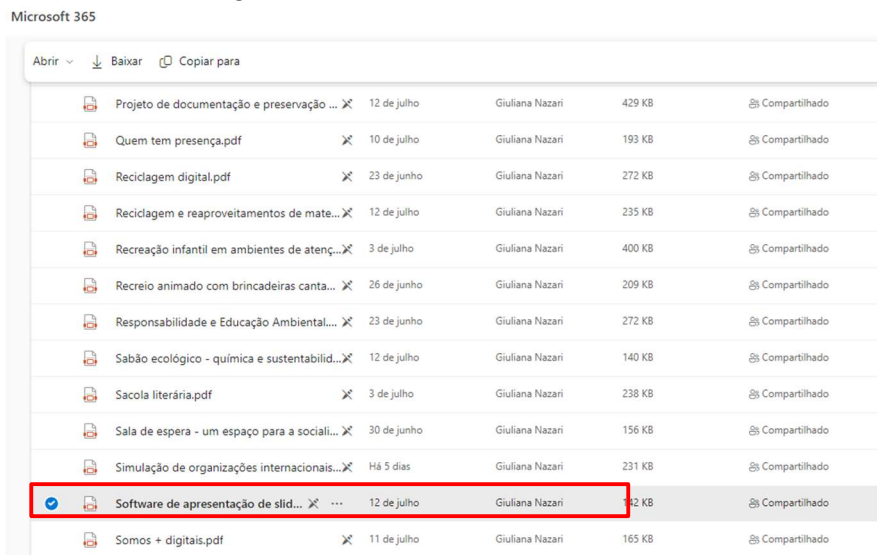 Microsoft 365
Abrir Baixar Copiar para
Projeto de documentação e preservação ... 12 de julho Giuliana Nazari 429 KB Compartilhado
Quem tem presença.pdf 10 de julho Giuliana Nazari 193 KB Compartilhado
Reciclagem digital.pdf 23 de junho Giuliana Nazari 272 KB Compartilhado
Reciclagem e reaproveitamentos de mate... 12 de julho Giuliana Nazari 235 KB Compartilhado
Recreação infantil em ambientes de atenç... 3 de julho Giuliana Nazari 400 KB Compartilhado
Recreio animado com brincadeiras canta... 26 de junho Giuliana Nazari 209 KB Compartilhado
Responsabilidade e Educação Ambiental.... 23 de junho Giuliana Nazari 272 KB Compartilhado
Sabão ecológico - química e sustentabilid... 12 de julho Giuliana Nazari 140 KB Compartilhado
Sacola literária.pdf 3 de julho Giuliana Nazari 238 KB Compartilhado
Sala de espera - um espaço para a sociali... 30 de junho Giuliana Nazari 156 KB Compartilhado
Simulação de organizações internacionais... Há 5 dias Giuliana Nazari 231 KB Compartilhado
Software de apresentação de slid... ... 12 de julho Giuliana Nazari 142 KB Compartilhado
Somos + digitais.pdf 11 de julho Giuliana Nazari 165 KB Compartilhado